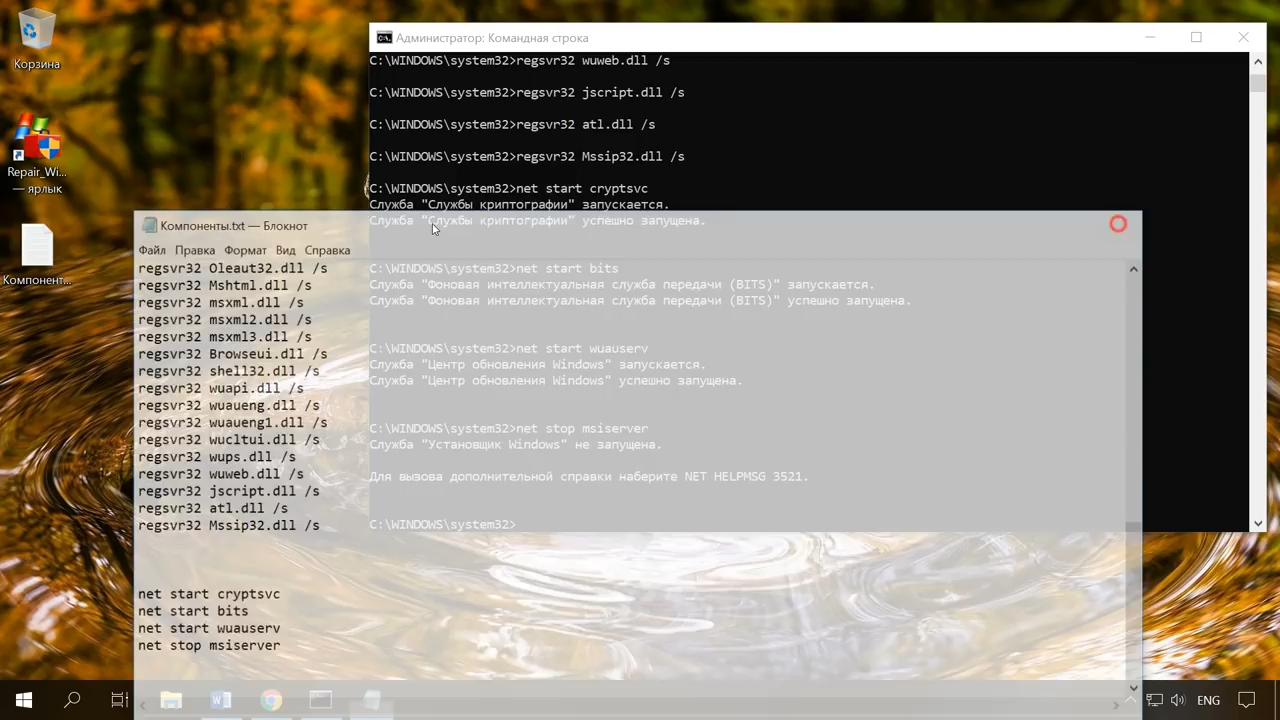 Корзина
Repair_Wi...
— ярлык
Компонент...
Администратор: Командная строка
C:\WINDOWS\system32>regsvr32 wuweb.dll /s
C:\WINDOWS\system32>regsvr32 jscript.dll /s
C:\WINDOWS\system32>regsvr32 atl.dll /s
C:\WINDOWS\system32>regsvr32 Mssip32.dll /s
C:\WINDOWS\system32>net start cryptsvc
Служба "Службы криптографии" запускается.
Служба "Службы криптографии" успешно запущена.
C:\WINDOWS\system32>net start bits
Служба "Фоновая интеллектуальная служба передачи (BITS)" запускается.
Служба "Фоновая интеллектуальная служба передачи (BITS)" успешно запущена.
C:\WINDOWS\system32>net start wuauserv
Служба "Центр обновления Windows" запускается.
Служба "Центр обновления Windows" успешно запущена.
C:\WINDOWS\system32>net stop msiserver
Служба "Установщик Windows" не запущена.
Для вызова дополнительной справки наберите NET HELPMSG 3521.
C:\WINDOWS\system32>
Компоненты.txt — Блокнот
Файл Правка Формат Вид Справка
regsvr32 Oleaut32.dll /s
regsvr32 Mshtml.dll /s
regsvr32 msxml.dll /s
regsvr32 msxml2.dll /s
regsvr32 msxml3.dll /s
regsvr32 Browseui.dll /s
regsvr32 shell32.dll /s
regsvr32 wuapi.dll /s
regsvr32 wuaueng.dll /s
regsvr32 wuaueng1.dll /s
regsvr32 wucltui.dll /s
regsvr32 wups.dll /s
regsvr32 wuweb.dll /s
regsvr32 jscript.dll /s
regsvr32 atl.dll /s
regsvr32 Mssip32.dll /s
net start cryptsvc
net start bits
net start wuauserv
net stop msiserver
ENG